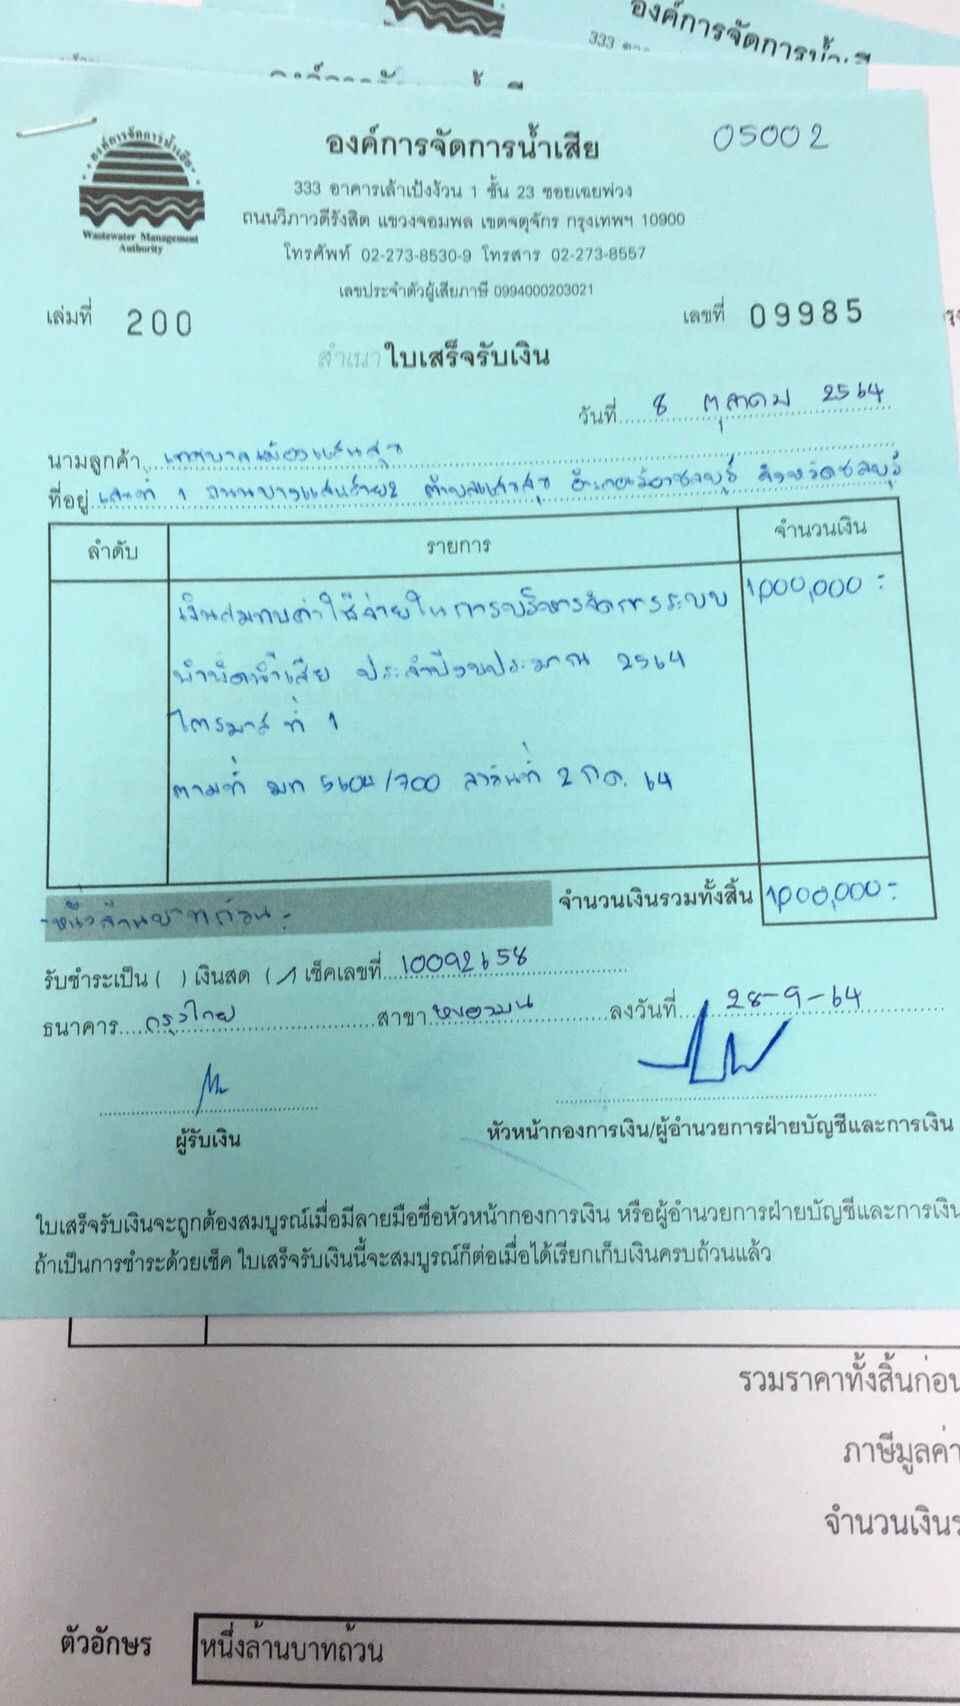 องค์การจัดการน้ำเสีย
333
องค์การจัดการน้ำเสีย
05002
องค์การจัดการน้ำเสีย
Wastewater Management
Authority
333 อาคารเล้าเป้งง้วน 1 ชั้น 23 ซอยเฉยพ่วง
ถนนวิภาวดีรังสิต แขวงจอมพล เขตจตุจักร กรุงเทพฯ 10900
โทรศัพท์ 02-273-8530-9 โทรสาร 02-273-8557
เลขประจำตัวผู้เสียภาษี 0994000203021
เล่มที่ 200
เลขที่ 09985
สำเนา ใบเสร็จรับเงิน
วันที่ 8 ตุลาคม 2564
นามลูกค้า เทศบาลเมืองแสนสุข
ที่อยู่ เลขที่ 1 ถนนบางแสนสาย2 ตำบลแสนสุข อำเภอเมืองชลบุรี จังหวัดชลบุรี
ลำดับ รายการ จำนวนเงิน
เงินสมทบค่าใช้จ่ายในการบริหารจัดการระบบ 1,000,000 -
บำบัดน้ำเสีย ประจำปีงบประมาณ 2564
ไตรมาส ที่ 1
ตามที่ มท 5604/700 ลวันที่ 2 ก.ค. 64
-หนึ่งล้านบาทถ้วน- จำนวนเงินรวมทั้งสิ้น 1,000,000 -
รับชำระเป็น ( ) เงินสด (/) เช็คเลขที่ 10092658
ธนาคาร กรุงไทย สาขา หนองมน ลงวันที่ 28-9-64
ผู้รับเงิน
หัวหน้ากองการเงิน/ผู้อำนวยการฝ่ายบัญชีและการเงิน
ใบเสร็จรับเงินจะถูกต้องสมบูรณ์เมื่อมีลายมือชื่อหัวหน้ากองการเงิน หรือผู้อำนวยการฝ่ายบัญชีและการเงิน
ถ้าเป็นการชำระด้วยเช็ค ใบเสร็จรับเงินนี้จะสมบูรณ์ก็ต่อเมื่อได้เรียกเก็บเงินครบถ้วนแล้ว
รวมราคาทั้งสิ้นก่อน
ภาษีมูลค่า
จำนวนเงินร
ตัวอักษร หนึ่งล้านบาทถ้วน